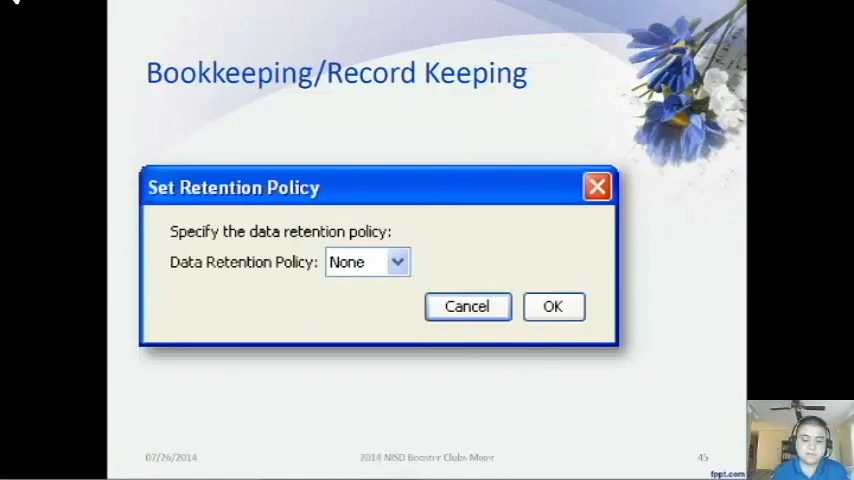 Bookkeeping/Record Keeping
Set Retention Policy
Specify the data retention policy:
Data Retention Policy: None
Cancel OK
07/26/2014 2014 NISD Booster Clubs Mixer 45
fppt.com